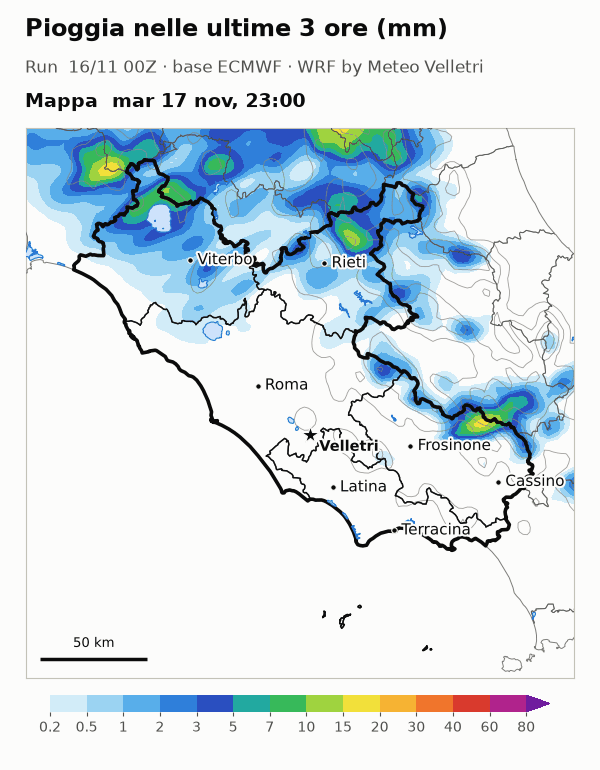 Pioggia nelle ultime 3 ore (mm)
Run  16/11 00Z · base ECMWF · WRF by Meteo Velletri
Mappa  mar 17 nov, 23:00
Viterbo
Rieti
Roma
Velletri
Frosinone
Cassino
Latina
Terracina
50 km
0.2 0.5 1 2 3 5 7 10 15 20 30 40 60 80